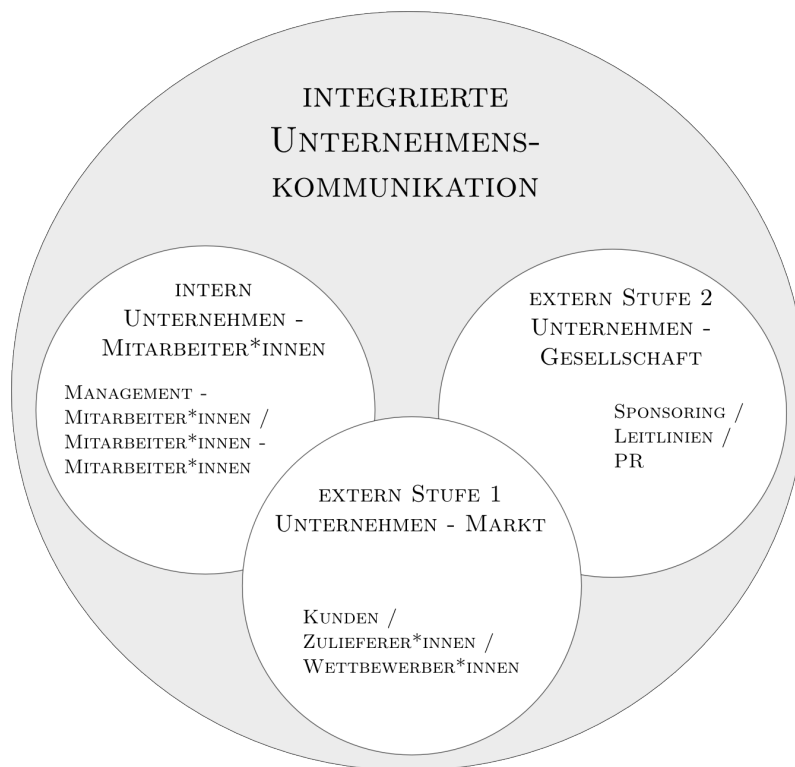 INTEGRIERTE
UNTERNEHMENS-
KOMMUNIKATION
INTERN
UNTERNEHMEN -
MITARBEITER*INNEN
MANAGEMENT -
MITARBEITER*INNEN /
MITARBEITER*INNEN -
MITARBEITER*INNEN
EXTERN STUFE 2
UNTERNEHMEN -
GESELLSCHAFT
SPONSORING /
LEITLINIEN /
PR
EXTERN STUFE 1
UNTERNEHMEN - MARKT
KUNDEN /
ZULIEFERER*INNEN /
WETTBEWERBER*INNEN